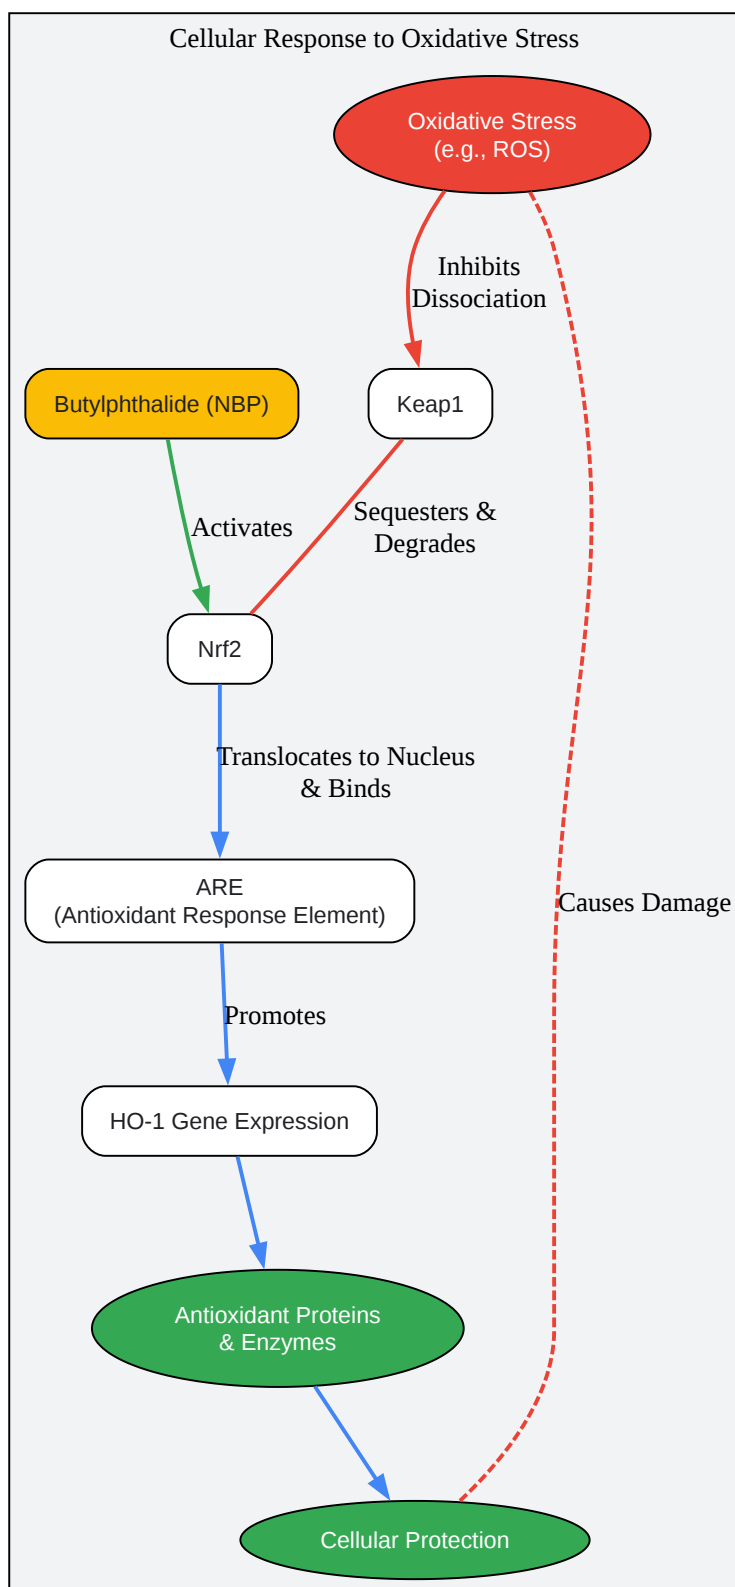 Cellular Response to Oxidative Stress
Oxidative Stress
(e.g., ROS)
Inhibits
Dissociation
Butylphthalide (NBP)
Keap1
Activates
Sequesters &
Degrades
Nrf2
Translocates to Nucleus
& Binds
ARE
(Antioxidant Response Element)
Causes Damage
Promotes
HO-1 Gene Expression
Antioxidant Proteins
& Enzymes
Cellular Protection